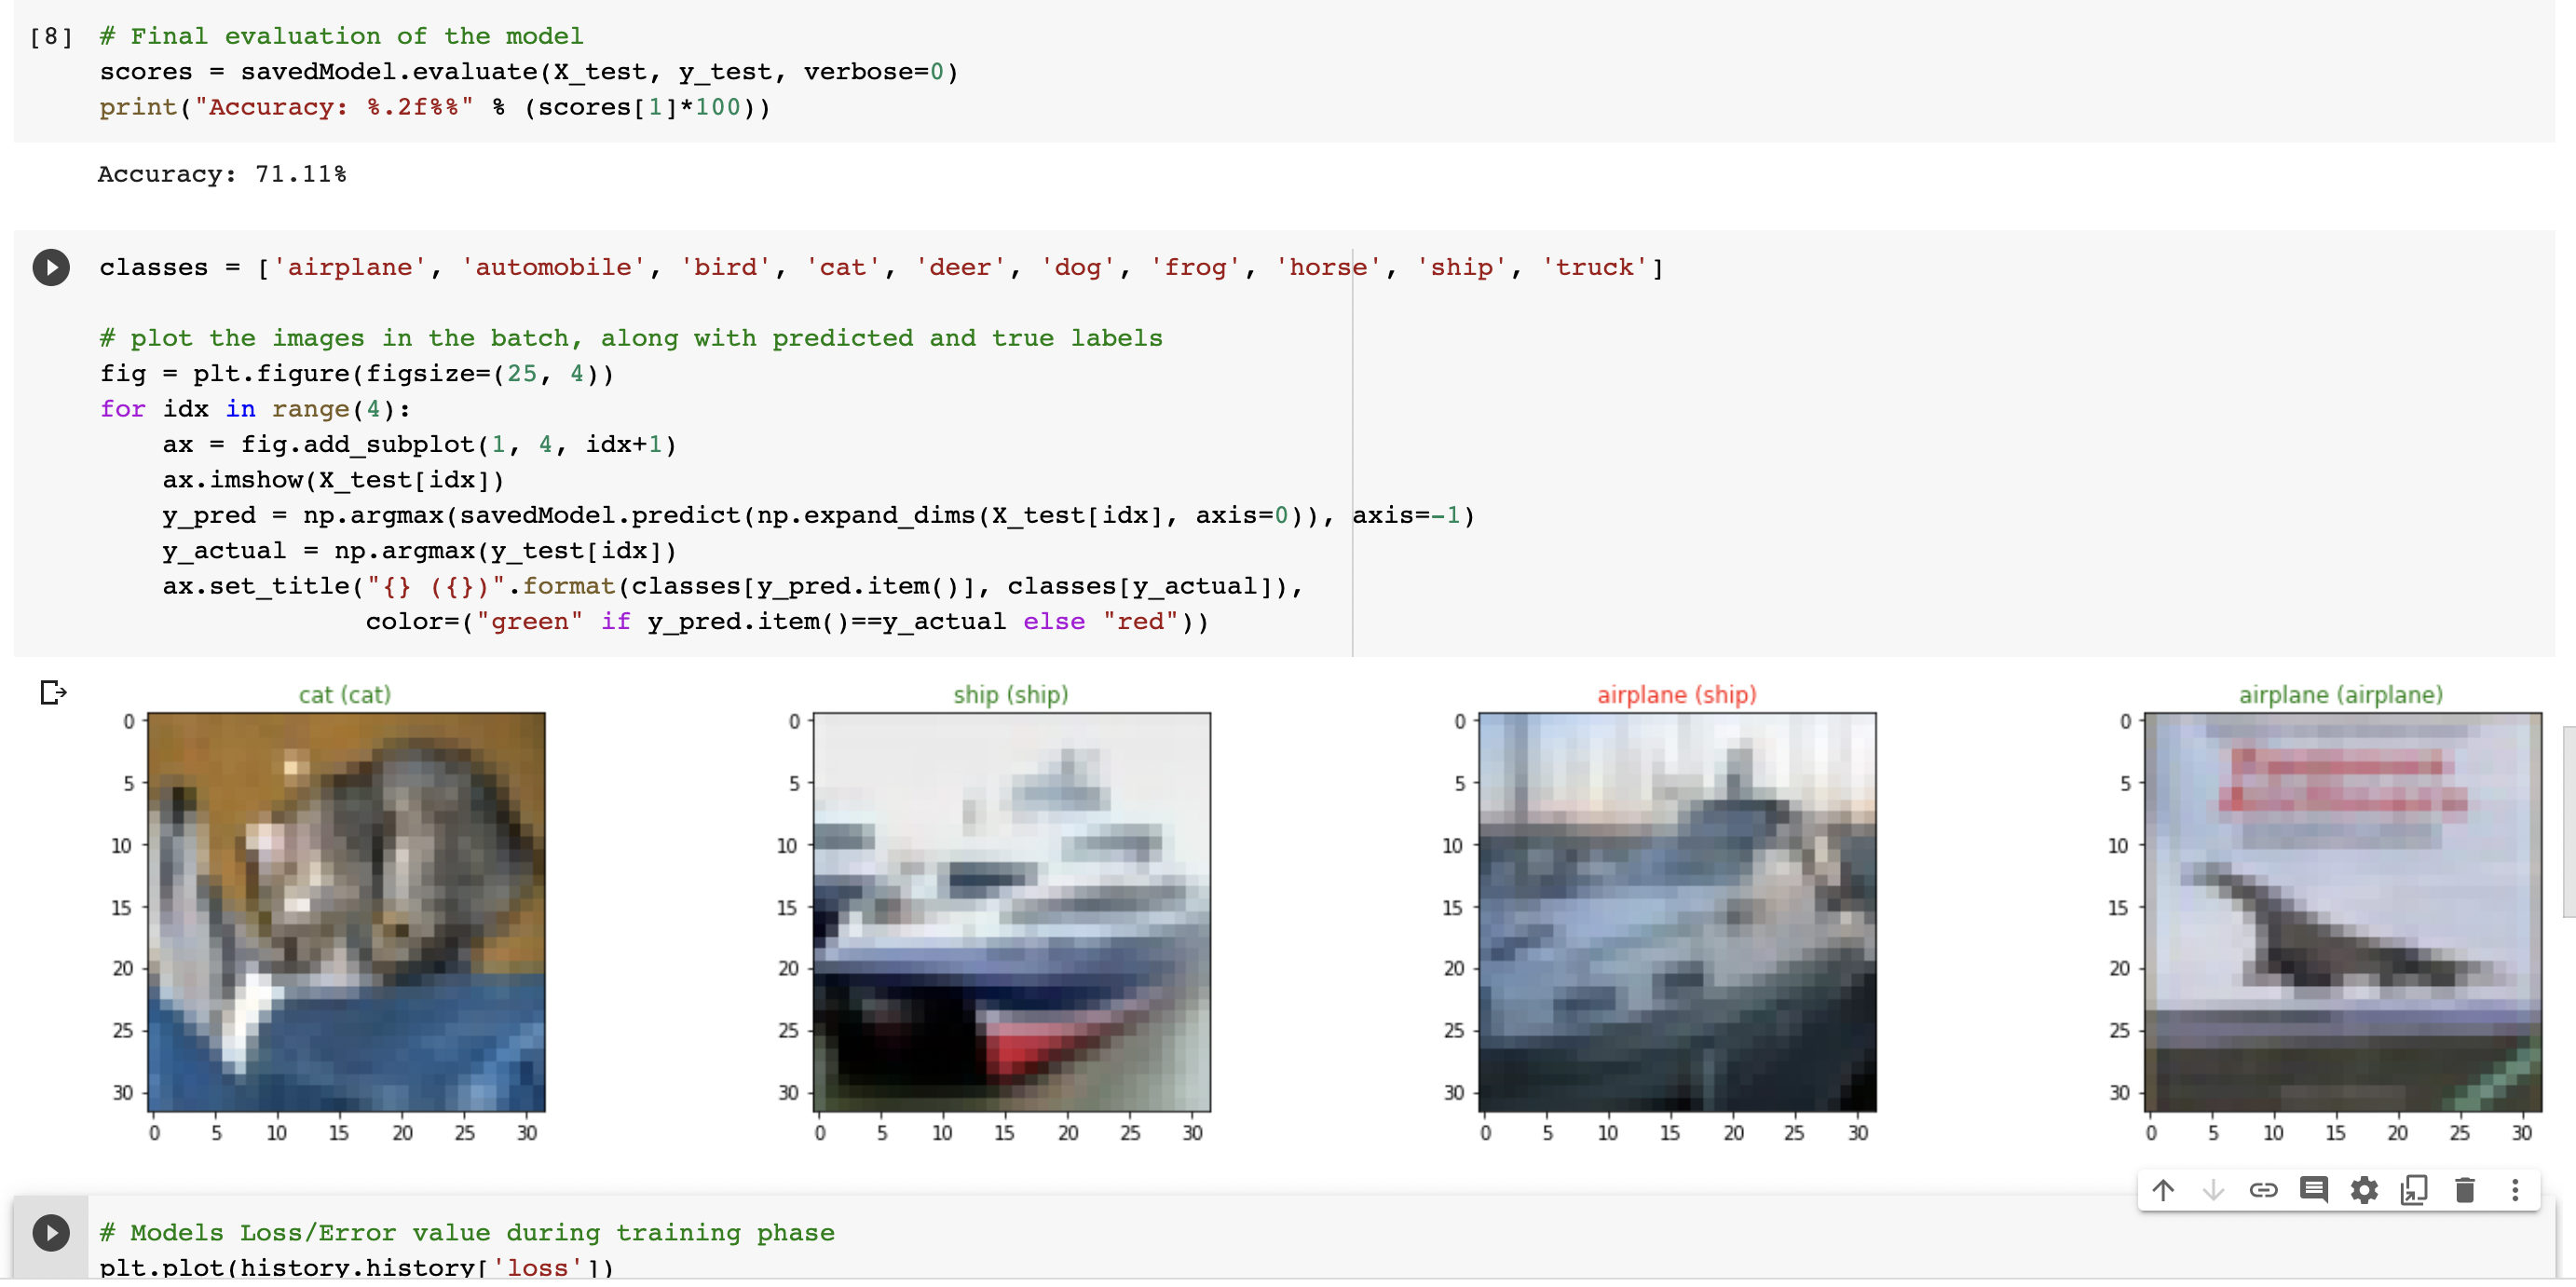 [8] # Final evaluation of the model
scores = savedModel.evaluate(X_test, y_test, verbose=0)
print("Accuracy: %.2f%%" % (scores[1]*100))
Accuracy: 71.11%
classes = ['airplane', 'automobile', 'bird', 'cat', 'deer', 'dog', 'frog', 'horse', 'ship', 'truck']
# plot the images in the batch, along with predicted and true labels
fig = plt.figure(figsize=(25, 4))
for idx in range(4):
    ax = fig.add_subplot(1, 4, idx+1)
    ax.imshow(X_test[idx])
    y_pred = np.argmax(savedModel.predict(np.expand_dims(X_test[idx], axis=0)), axis=-1)
    y_actual = np.argmax(y_test[idx])
    ax.set_title("{} ({})".format(classes[y_pred.item()], classes[y_actual]),
                 color=("green" if y_pred.item()==y_actual else "red"))
cat (cat)
0
5
10
15
20
25
30
0 5 10 15 20 25 30
ship (ship)
0
5
10
15
20
25
30
0 5 10 15 20 25 30
airplane (ship)
0
5
10
15
20
25
30
0 5 10 15 20 25 30
airplane (airplane)
0
5
10
15
20
25
30
0 5 10 15 20 25 30
# Models Loss/Error value during training phase
plt.plot(history.history['loss'])